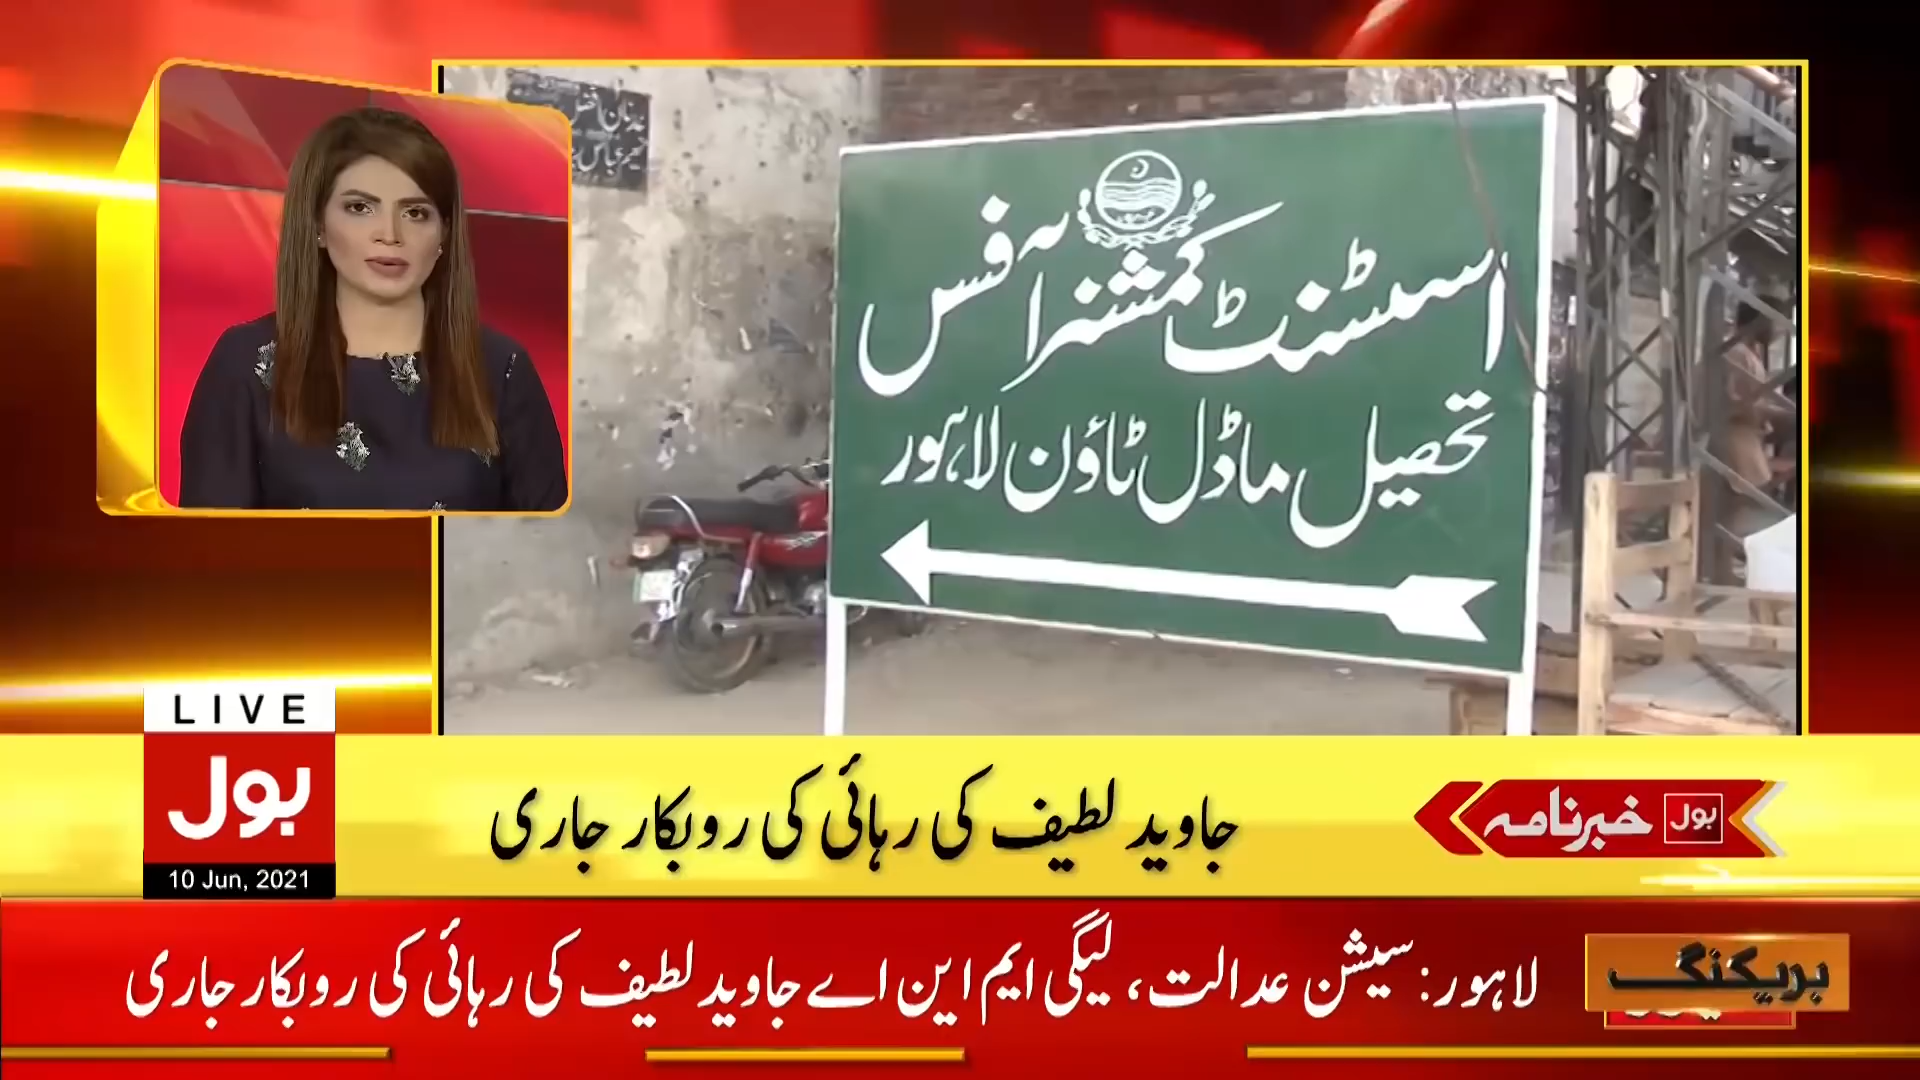 عباس
اسسٹنٹ کمشنر آفس
تحصیل ماڈل ٹاؤن لاہور
LIVE
بول
10 Jun, 2021
جاوید لطیف کی رہائی کی روبکار جاری
بول خبرنامہ
بریکنگ
لاہور: سیشن عدالت، لیگی ایم این اے جاوید لطیف کی رہائی کی روبکار جاری